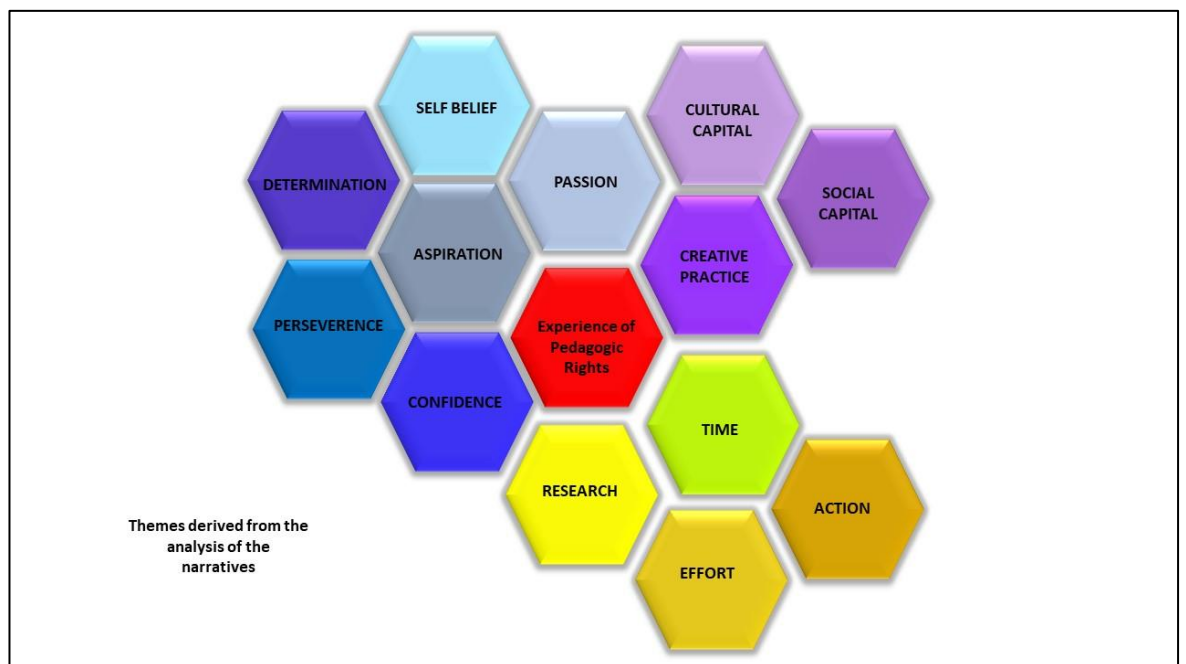 SELF BELIEF
CULTURAL
CAPITAL
DETERMINATION
PASSION
SOCIAL
CAPITAL
ASPIRATION
CREATIVE
PRACTICE
PERSEVERENCE
Experience of
Pedagogic
Rights
CONFIDENCE
TIME
RESEARCH
ACTION
Themes derived from the
analysis of the
narratives
EFFORT